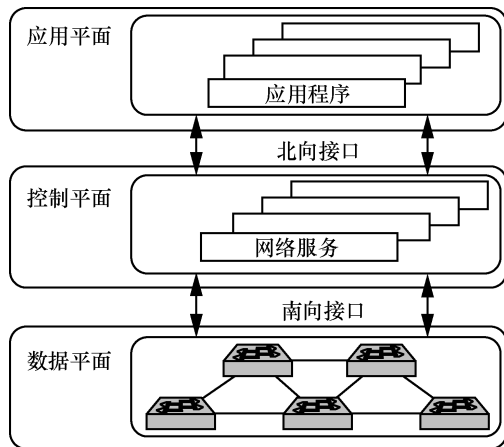 应用平面
应用程序
北向接口
控制平面
网络服务
南向接口
数据平面